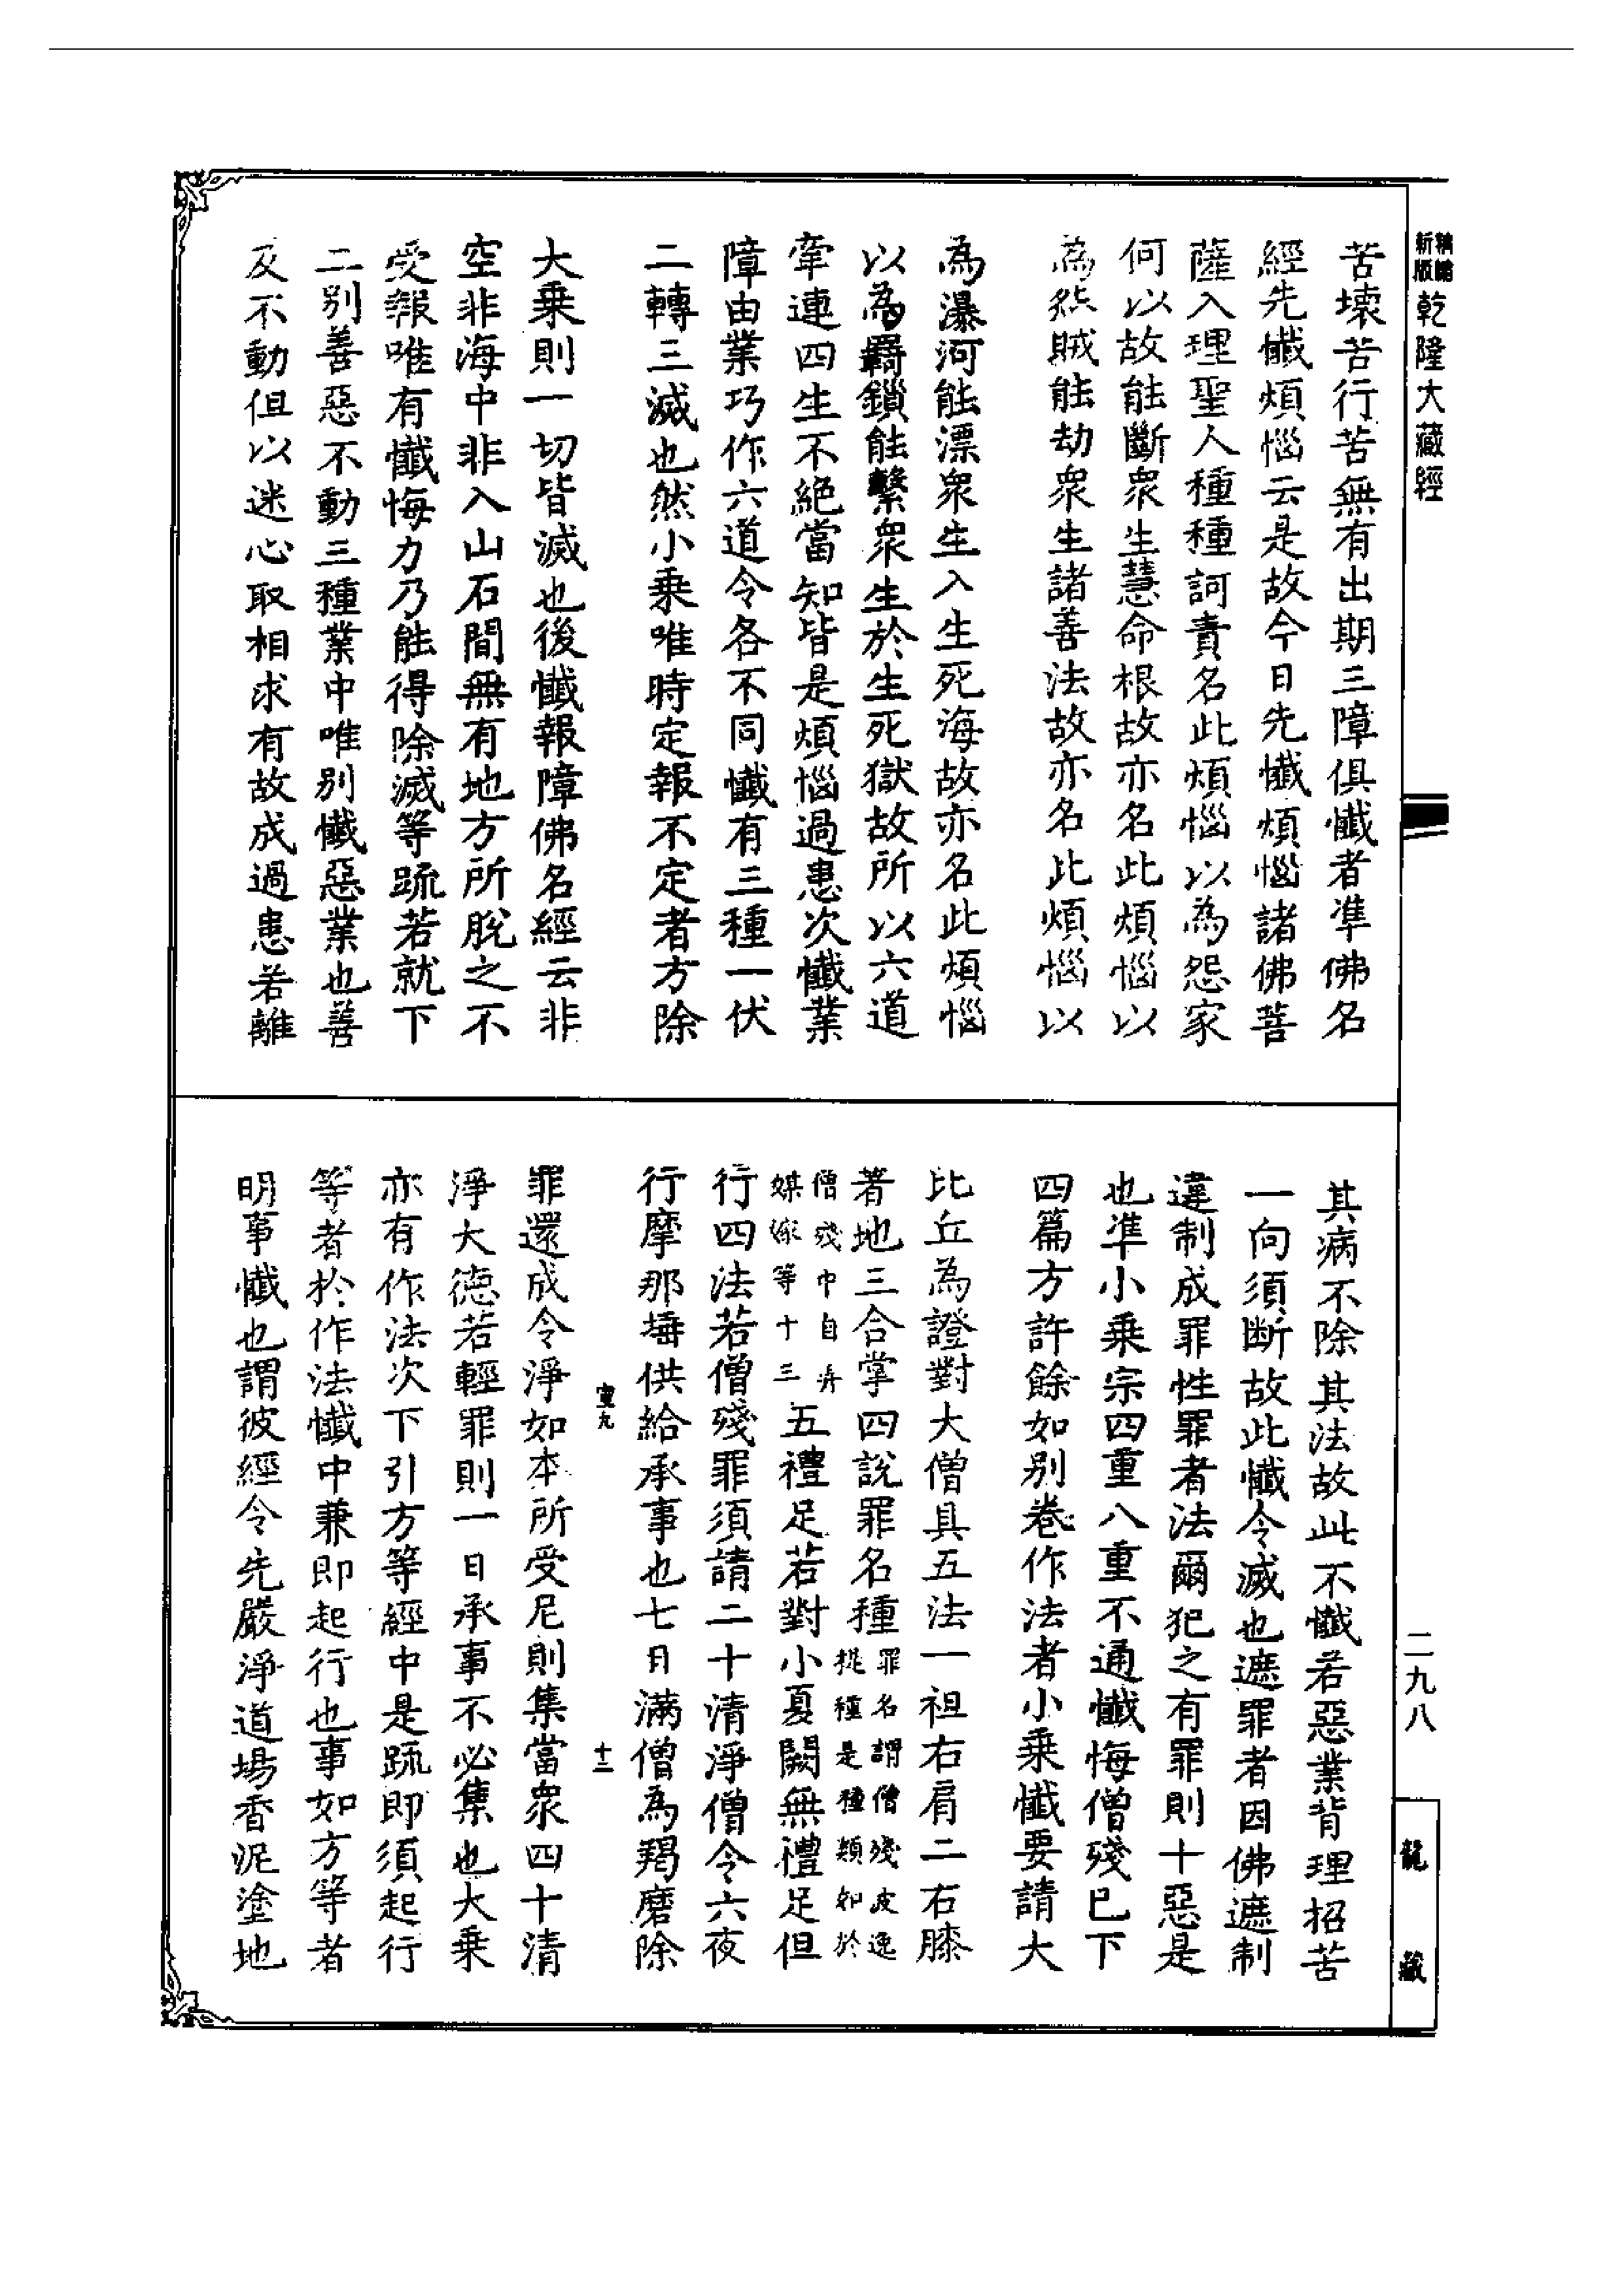 精縮新版乾隆大藏經
苦壞苦行苦無有出期三障俱懺者準佛名
經先懺煩惱云是故今日先懺煩惱諸佛菩
薩入理聖人種種訶責名此煩惱以為怨家
何以故能斷眾生慧命根故亦名此煩惱以
為怨賊能劫眾生諸善法故亦名此煩惱以
為瀑河能漂眾生入生死海故亦名此煩惱
以為羈鎖能繫眾生於生死獄故所以六道
牽連四生不絕當知皆是煩惱過患次懺業
障由業巧作六道令各不同懺有三種一伏
二轉三滅也然小乘唯時定報不定者方除
大乘則一切皆滅也後懺報障佛名經云非
空非海中非入山石間無有地方所脫之不
受報唯有懺悔力乃能得除滅等疏若就下
二別善惡不動三種業中唯別懺惡業也善
及不動但以迷心取相求有故成過患若離
二九八
龍藏
其病不除其法故此不懺若惡業背理招苦
一向須断故此懺令滅也遮罪者因佛遮制
違制成罪性罪者法爾犯之有罪則十惡是
也準小乘宗四重八重不通懺悔僧殘已下
四篇方許餘如別卷作法者小乘懺要請大
比丘為證對大僧具五法一袒右肩二右膝
著地三合掌四說罪名種罪名謂僧殘波逸提種是種類如於
僧殘中自弄媒嫁等十三五禮足若對小夏闕無禮足但
行四法若僧殘罪須請二十清淨僧令六夜
行摩那埵供給承事也七日滿僧為羯磨除
寔九 十三
罪還成令淨如本所受尼則集當眾四十清
淨大德若輕罪則一日承事不必集也大乘
亦有作法次下引方等經中是疏即須起行
等者於作法懺中兼即起行也事如方等者
明事懺也謂彼經令先嚴淨道場香泥塗地